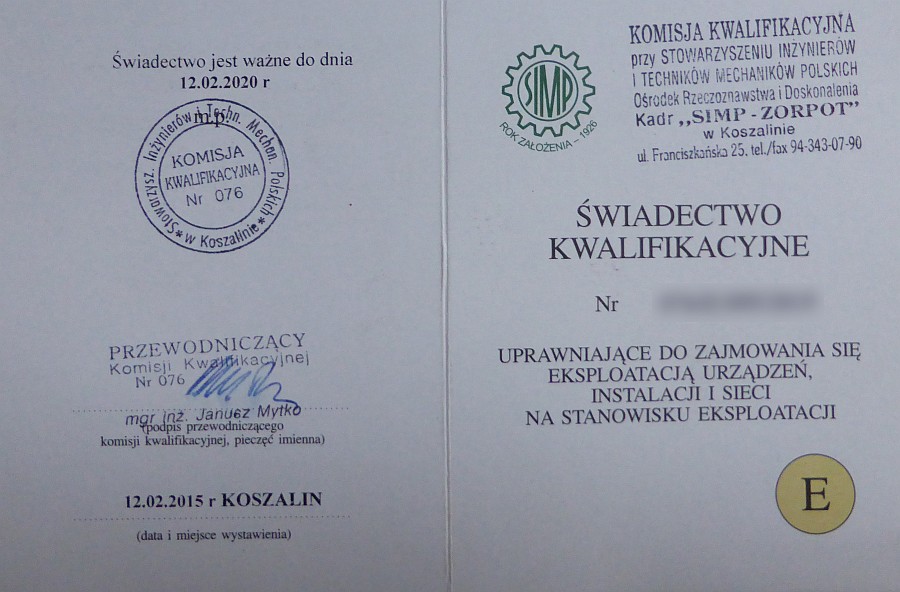 Świadectwo jest ważne do dnia
12.02.2020 r
m.p.
Stowarzysz. Inżynierów i Techn. Mechan. Polskich
* w Koszalinie *
KOMISJA
KWALIFIKACYJNA
Nr 076
PRZEWODNICZĄCY
Komisji Kwalifikacyjnej
Nr 076
mgr inż. Janusz Mytko
(podpis przewodniczącego
komisji kwalifikacyjnej, pieczęć imienna)
12.02.2015 r KOSZALIN
(data i miejsce wystawienia)
SIMP
ROK ZAŁOŻENIA – 1926
KOMISJA KWALIFIKACYJNA
przy STOWARZYSZENIU INŻYNIERÓW
I TECHNIKÓW MECHANIKÓW POLSKICH
Ośrodek Rzeczoznawstwa i Doskonalenia
Kadr „SIMP - ZORPOT”
w Koszalinie
ul. Franciszkańska 25. tel./fax 94-343-07-90
ŚWIADECTWO
KWALIFIKACYJNE
Nr
UPRAWNIAJĄCE DO ZAJMOWANIA SIĘ
EKSPLOATACJĄ URZĄDZEŃ,
INSTALACJI I SIECI
NA STANOWISKU EKSPLOATACJI
E